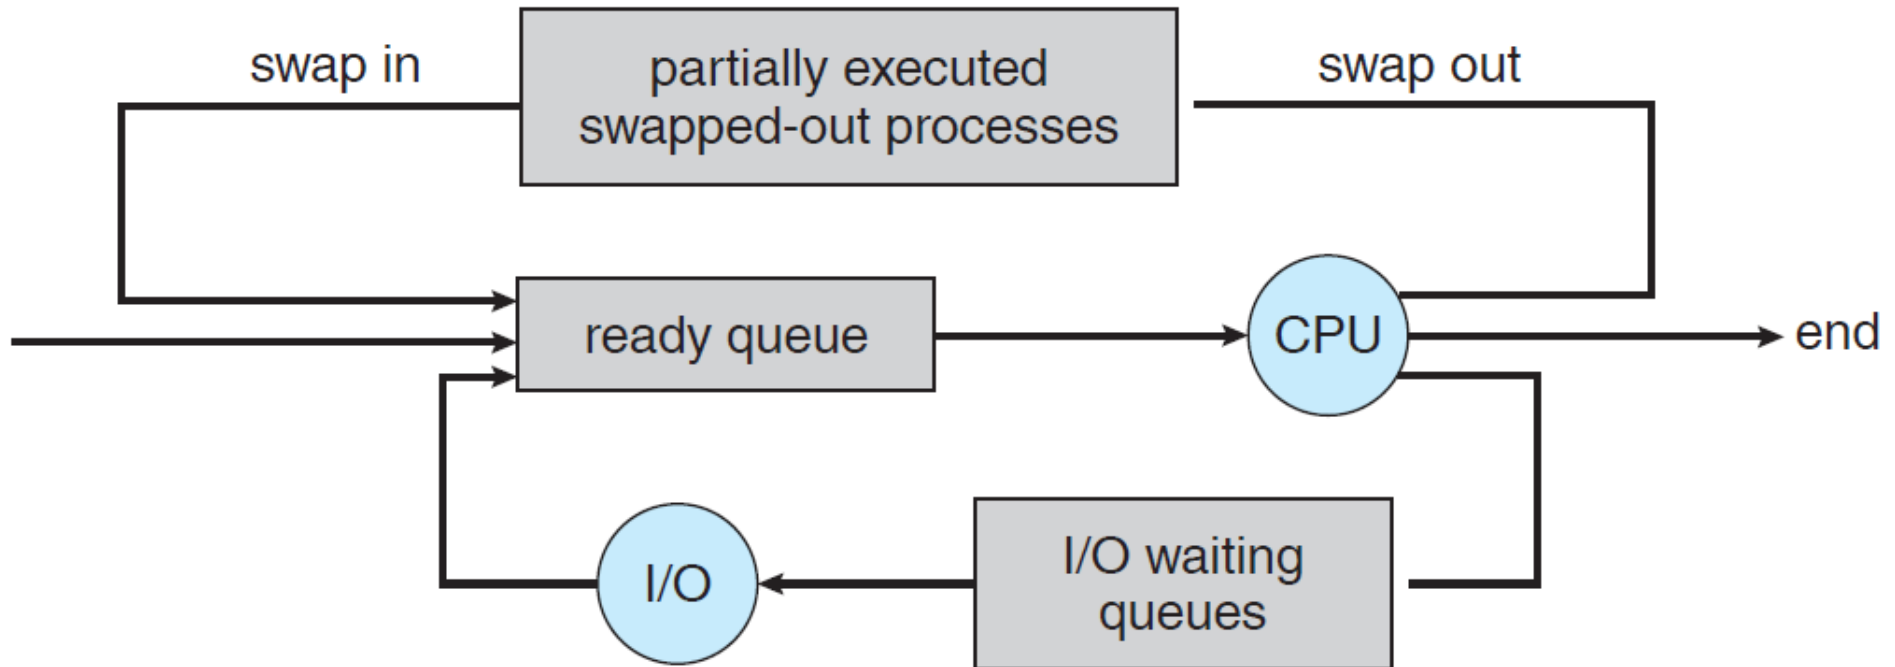 swap in
partially executed
swapped-out processes
swap out
ready queue
CPU
end
I/O
I/O waiting
queues